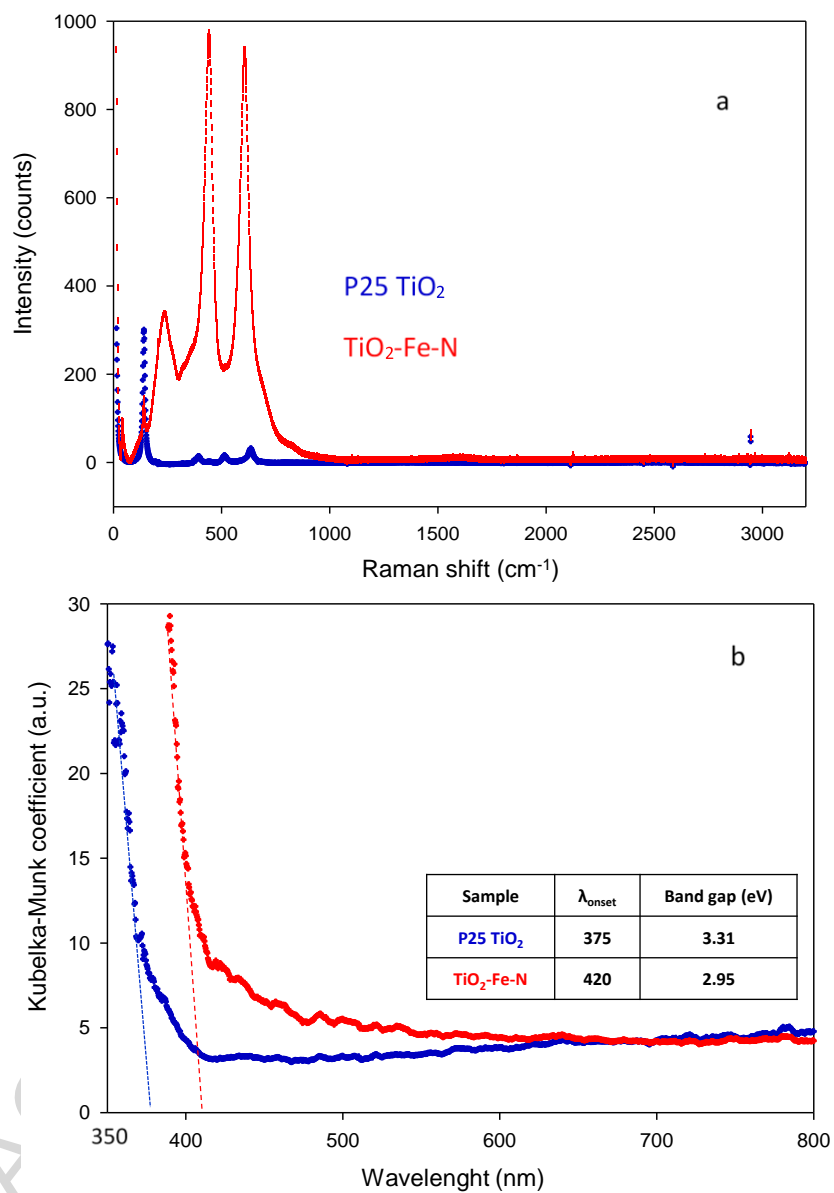 1000
a
800
Intensity (counts)
600
400
P25 TiO₂
TiO₂-Fe-N
200
0
0 500 1000 1500 2000 2500 3000
Raman shift (cm⁻¹)
30
b
25
Kubelka-Munk coefficient (a.u.)
20
15
Sample λonset Band gap (eV)
P25 TiO₂ 375 3.31
TiO₂-Fe-N 420 2.95
10
5
0
350 400 500 600 700 800
Wavelenght (nm)